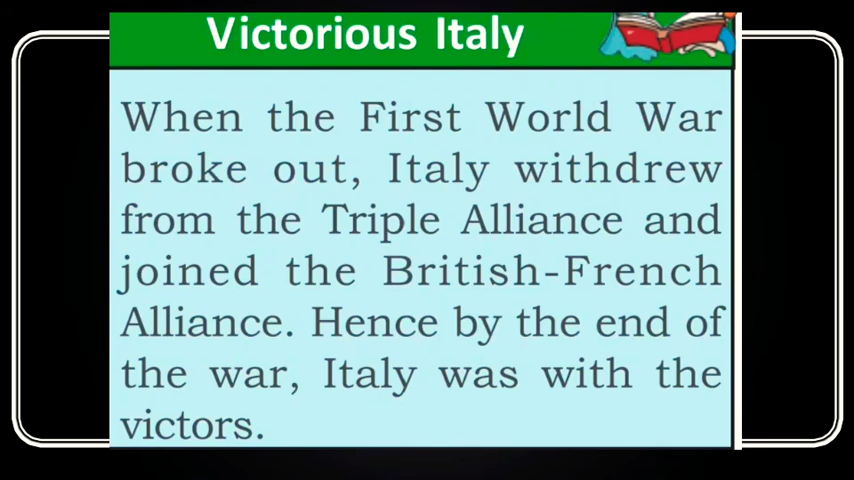 Victorious Italy
When the First World War
broke out, Italy withdrew
from the Triple Alliance and
joined the British-French
Alliance. Hence by the end of
the war, Italy was with the
victors.